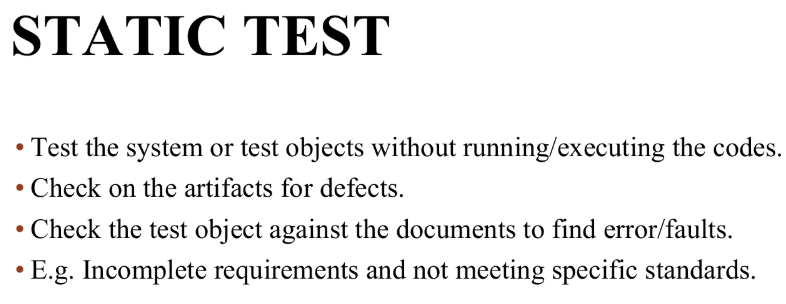 STATIC TEST
• Test the system or test objects without running/executing the codes.
• Check on the artifacts for defects.
• Check the test object against the documents to find error/faults.
• E.g. Incomplete requirements and not meeting specific standards.